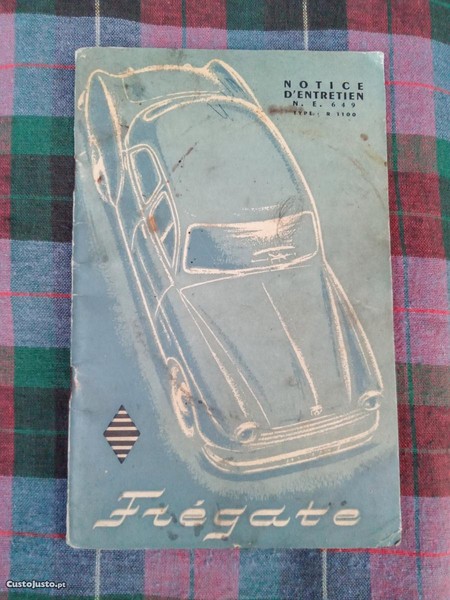 NOTICE
D'ENTRETIEN
N. E. 649
TYPE: R 1100
Frégate
CustoJusto.pt